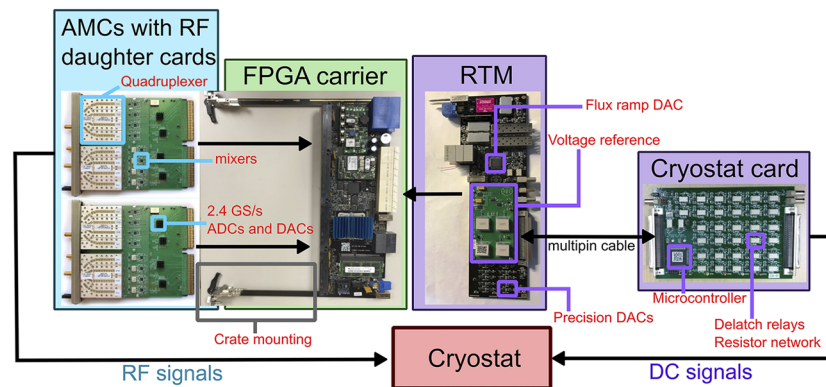 AMCs with RF
daughter cards
Quadruplexer
mixers
2.4 GS/s
ADCs and DACs
FPGA carrier
Crate mounting
RTM
Flux ramp DAC
Voltage reference
Precision DACs
multipin cable
Cryostat card
Microcontroller
Delatch relays
Resistor network
Cryostat
RF signals
DC signals